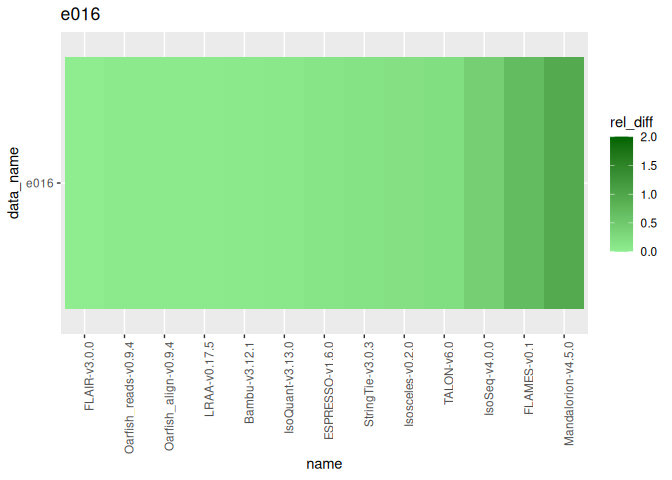 e016
data_name
e016
FLAIR-v3.0.0
Oarfish_reads-v0.9.4
Oarfish_align-v0.9.4
LRAA-v0.17.5
Bambu-v3.12.1
IsoQuant-v3.13.0
ESPRESSO-v1.6.0
StringTie-v3.0.3
Isosceles-v0.2.0
TALON-v6.0
IsoSeq-v4.0.0
FLAMES-v0.1
Mandalorion-v4.5.0
name
rel_diff
2.0
1.5
1.0
0.5
0.0